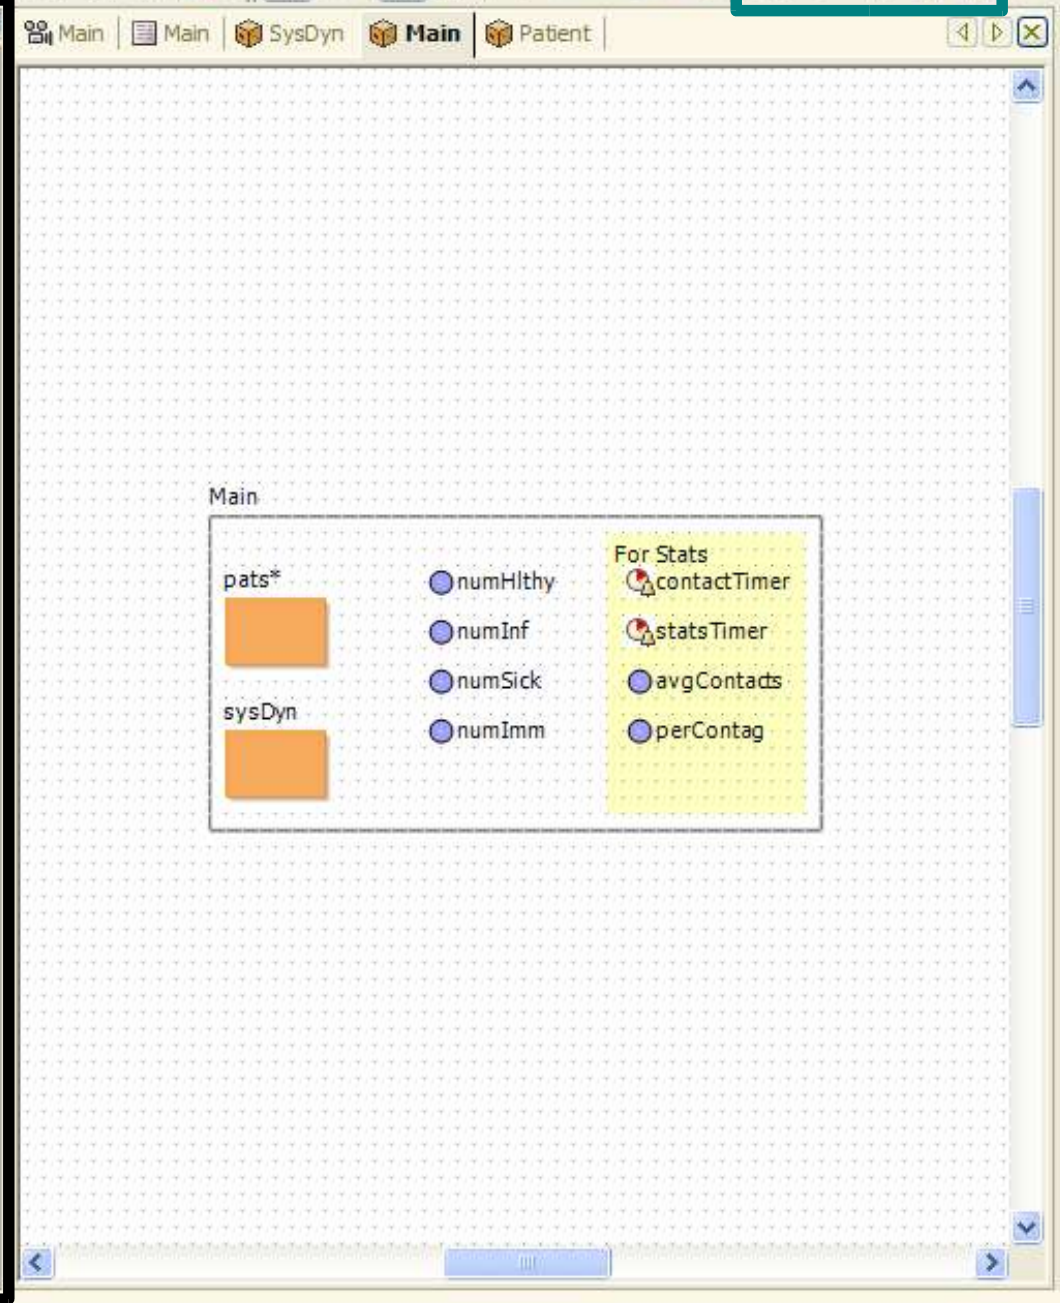 Main Main SysDyn Main Patient
Main
For Stats
pats* numHlthy contactTimer
numInf statsTimer
numSick avgContacts
sysDyn
numImm perContag